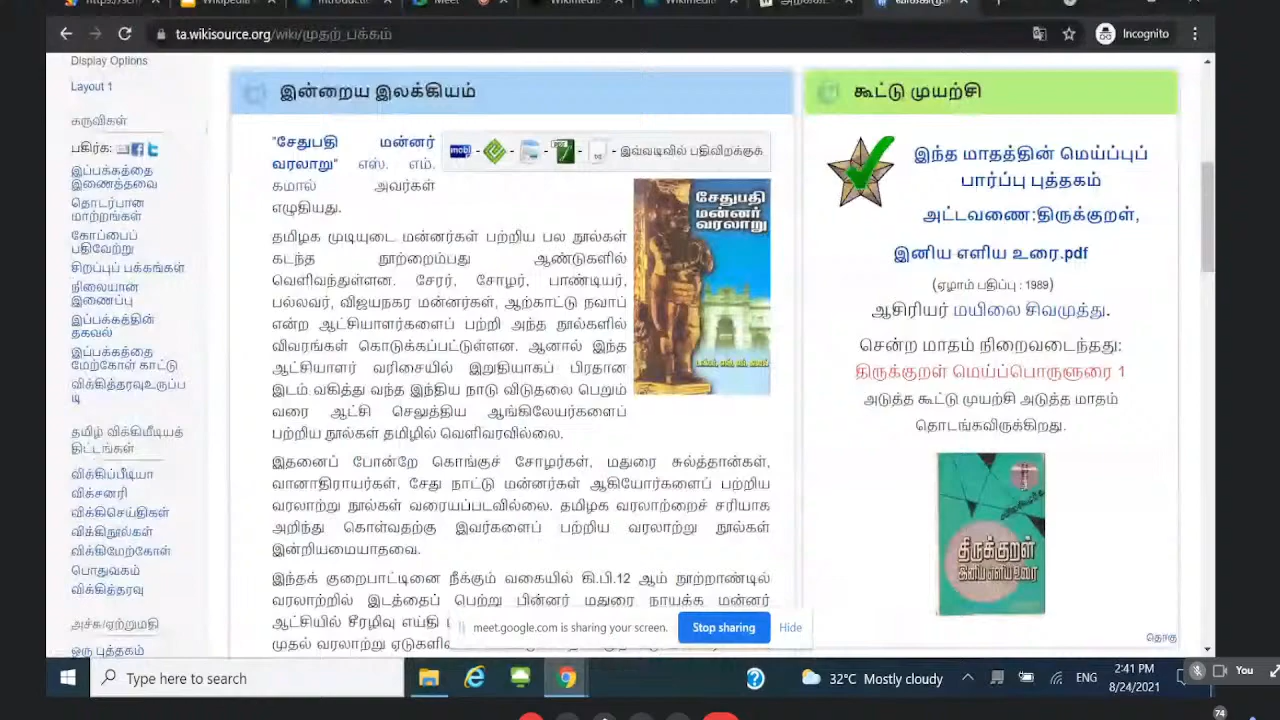 Meet
ta.wikisource.org/wiki/முதற்_பக்கம்
Incognito
Display Options
Layout 1
கருவிகள்
பகிர்க:
இப்பக்கத்தை
இணைத்தவை
தொடர்பான
மாற்றங்கள்
கோப்பைப்
பதிவேற்று
சிறப்புப் பக்கங்கள்
நிலையான
இணைப்பு
இப்பக்கத்தின்
தகவல்
இப்பக்கத்தை
மேற்கோள் காட்டு
விக்கித்தரவுஉருப்ப
டி
தமிழ் விக்கிமீடியத்
திட்டங்கள்
விக்கிப்பீடியா
விக்சனரி
விக்கிசெய்திகள்
விக்கிநூல்கள்
விக்கிமேற்கோள்
பொதுவகம்
விக்கித்தரவு
அச்சு/ஏற்றுமதி
ஒரு புத்தகம்
இன்றைய இலக்கியம்
"சேதுபதி மன்னர்
வரலாறு" எஸ். எம்.
கமால் அவர்கள்
எழுதியது.
mobi - - - - - இவ்வடிவில் பதிவிறக்குக
சேதுபதி
மன்னர்
வரலாறு
தமிழக முடியுடை மன்னர்கள் பற்றிய பல நூல்கள்
கடந்த நூற்றைம்பது ஆண்டுகளில்
வெளிவந்துள்ளன. சேரர், சோழர், பாண்டியர்,
பல்லவர், விஜயநகர மன்னர்கள், ஆற்காட்டு நவாப்
என்ற ஆட்சியாளர்களைப் பற்றி அந்த நூல்களில்
விவரங்கள் கொடுக்கப்பட்டுள்ளன. ஆனால் இந்த
ஆட்சியாளர் வரிசையில் இறுதியாகப் பிரதான
இடம் வகித்து வந்த இந்திய நாடு விடுதலை பெறும்
வரை ஆட்சி செலுத்திய ஆங்கிலேயர்களைப்
பற்றிய நூல்கள் தமிழில் வெளிவரவில்லை.
இதனைப் போன்றே கொங்குச் சோழர்கள், மதுரை சுல்த்தான்கள்,
வானாதிராயர்கள், சேது நாட்டு மன்னர்கள் ஆகியோர்களைப் பற்றிய
வரலாற்று நூல்கள் வரையப்படவில்லை. தமிழக வரலாற்றைச் சரியாக
அறிந்து கொள்வதற்கு இவர்களைப் பற்றிய வரலாற்று நூல்கள்
இன்றியமையாதவை.
இந்தக் குறைபாட்டினை நீக்கும் வகையில் கி.பி.12 ஆம் நூற்றாண்டில்
வரலாற்றில் இடத்தைப் பெற்று பின்னர் மதுரை நாயக்க மன்னர்
ஆட்சியில் சீரழிவு எய்தி
முதல் வரலாற்று ஏடுகளில்
கூட்டு முயற்சி
இந்த மாதத்தின் மெய்ப்புப்
பார்ப்பு புத்தகம்
அட்டவணை:திருக்குறள்,
இனிய எளிய உரை.pdf
(ஏழாம் பதிப்பு : 1989)
ஆசிரியர் மயிலை சிவமுத்து.
சென்ற மாதம் நிறைவடைந்தது:
திருக்குறள் மெய்ப்பொருளுரை 1
அடுத்த கூட்டு முயற்சி அடுத்த மாதம்
தொடங்கவிருக்கிறது.
திருக்குறள்
இனிய எளிய உரை
தொகு
meet.google.com is sharing your screen.
Stop sharing
Hide
Type here to search
32°C Mostly cloudy
ENG
2:41 PM
8/24/2021
You
74